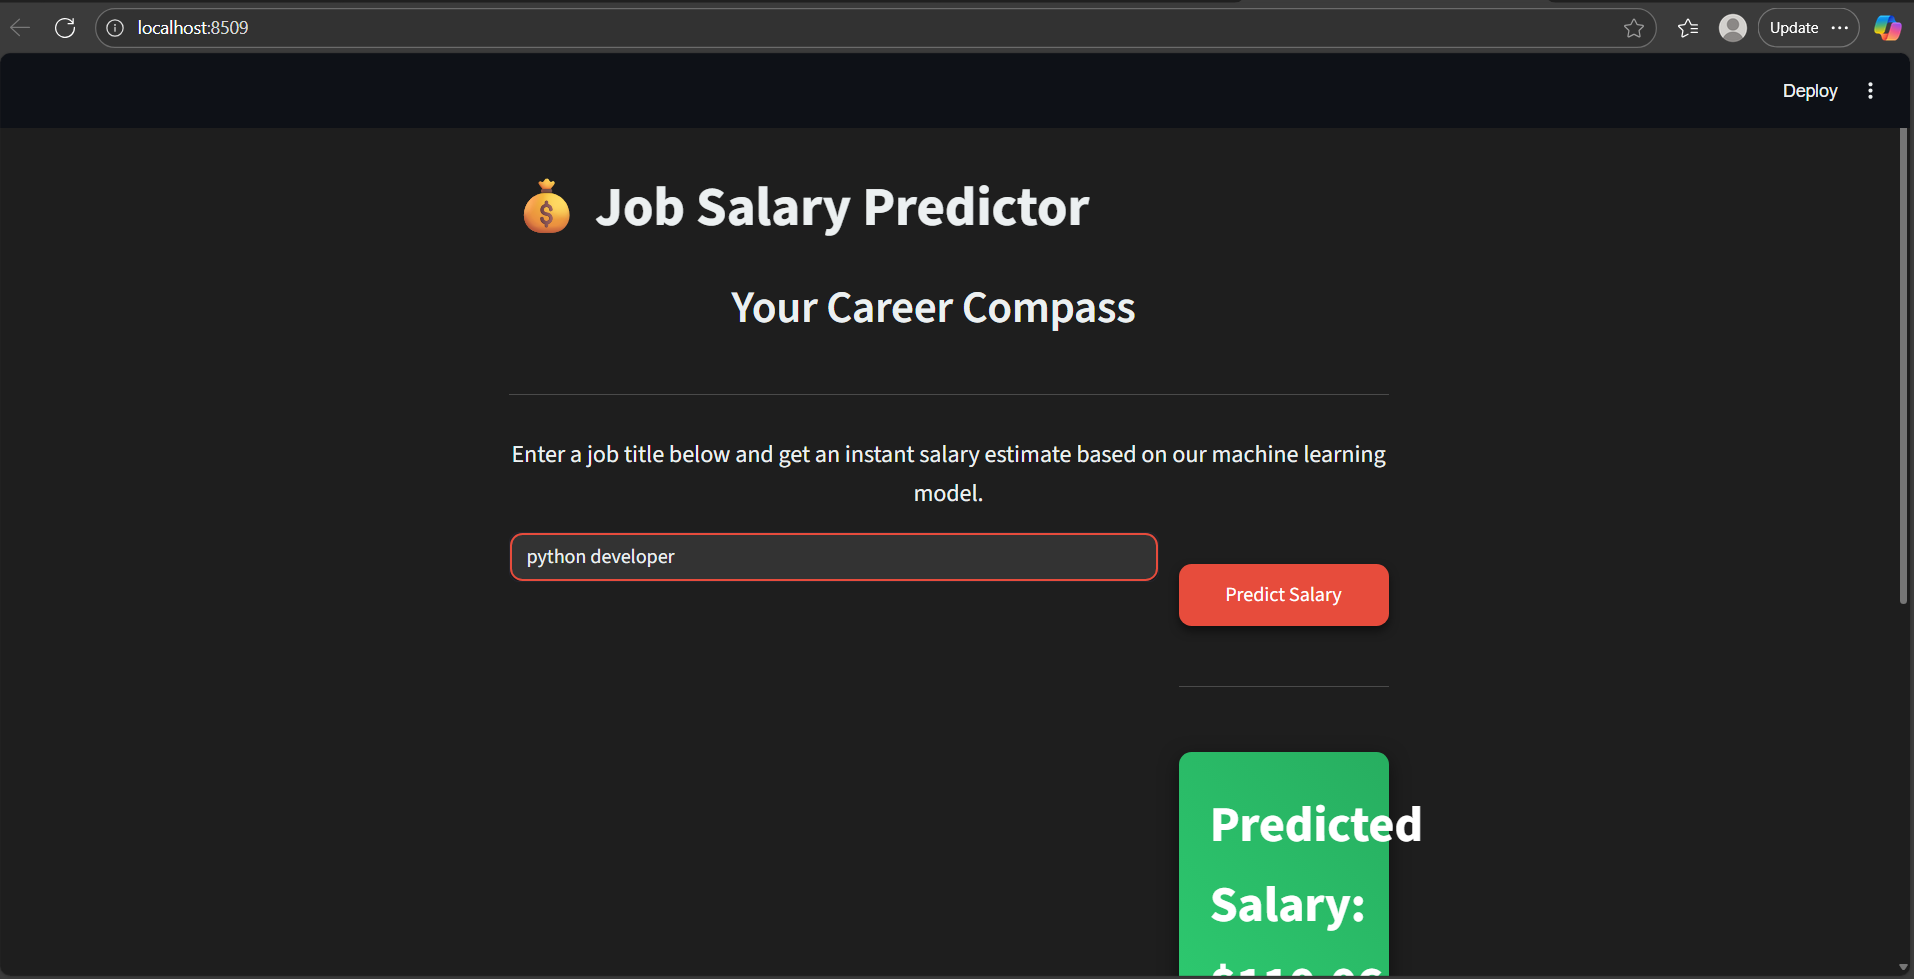 localhost:8509
Update
Deploy
Job Salary Predictor
Your Career Compass
Enter a job title below and get an instant salary estimate based on our machine learning
model.
python developer
Predict Salary
Predicted
Salary: